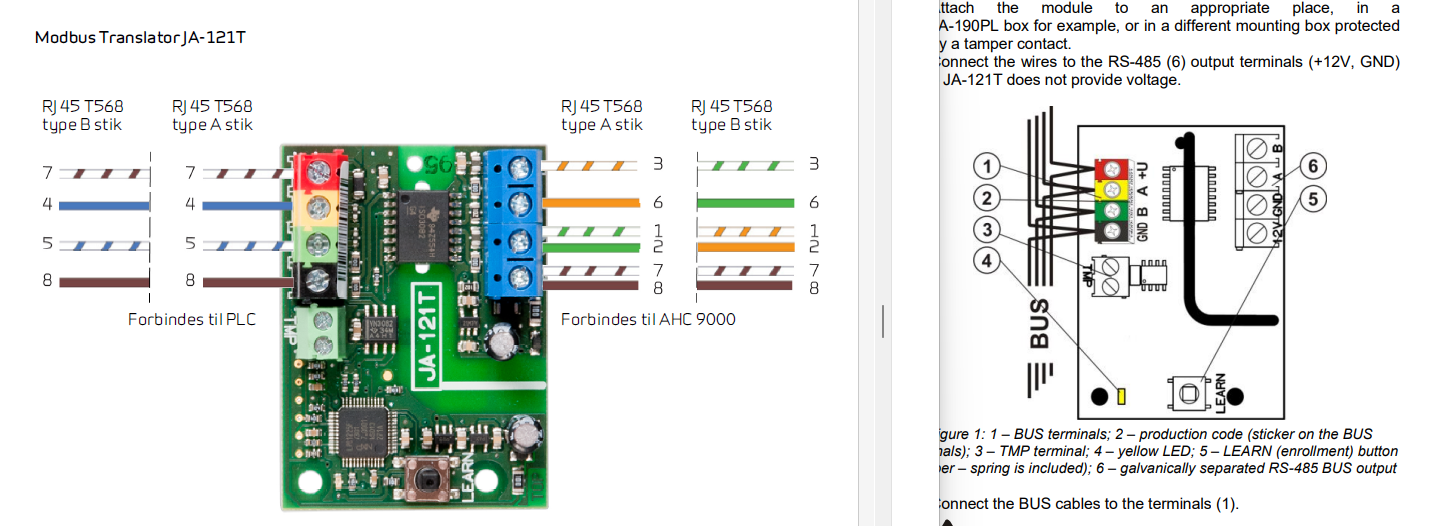 Modbus Translator JA-121T
RJ 45 T568
type B stik
RJ 45 T568
type A stik
RJ 45 T568
type A stik
RJ 45 T568
type B stik
7
7
3
3
4
4
6
6
5
5
1
1
2
2
8
8
7
7
8
8
Forbindes til PLC
Forbindes til AHC 9000
TMP
JA-121T
LEARN
ttach the module to an appropriate place, in a
A-190PL box for example, or in a different mounting box protected
y a tamper contact.
onnect the wires to the RS-485 (6) output terminals (+12V, GND)
JA-121T does not provide voltage.
1
2
3
4
+U
A
B
GND
TMP
BUS
B
A
GND
12V
6
5
LEARN
igure 1: 1 – BUS terminals; 2 – production code (sticker on the BUS
nals); 3 – TMP terminal; 4 – yellow LED; 5 – LEARN (enrollment) button
er – spring is included); 6 – galvanically separated RS-485 BUS output
onnect the BUS cables to the terminals (1).